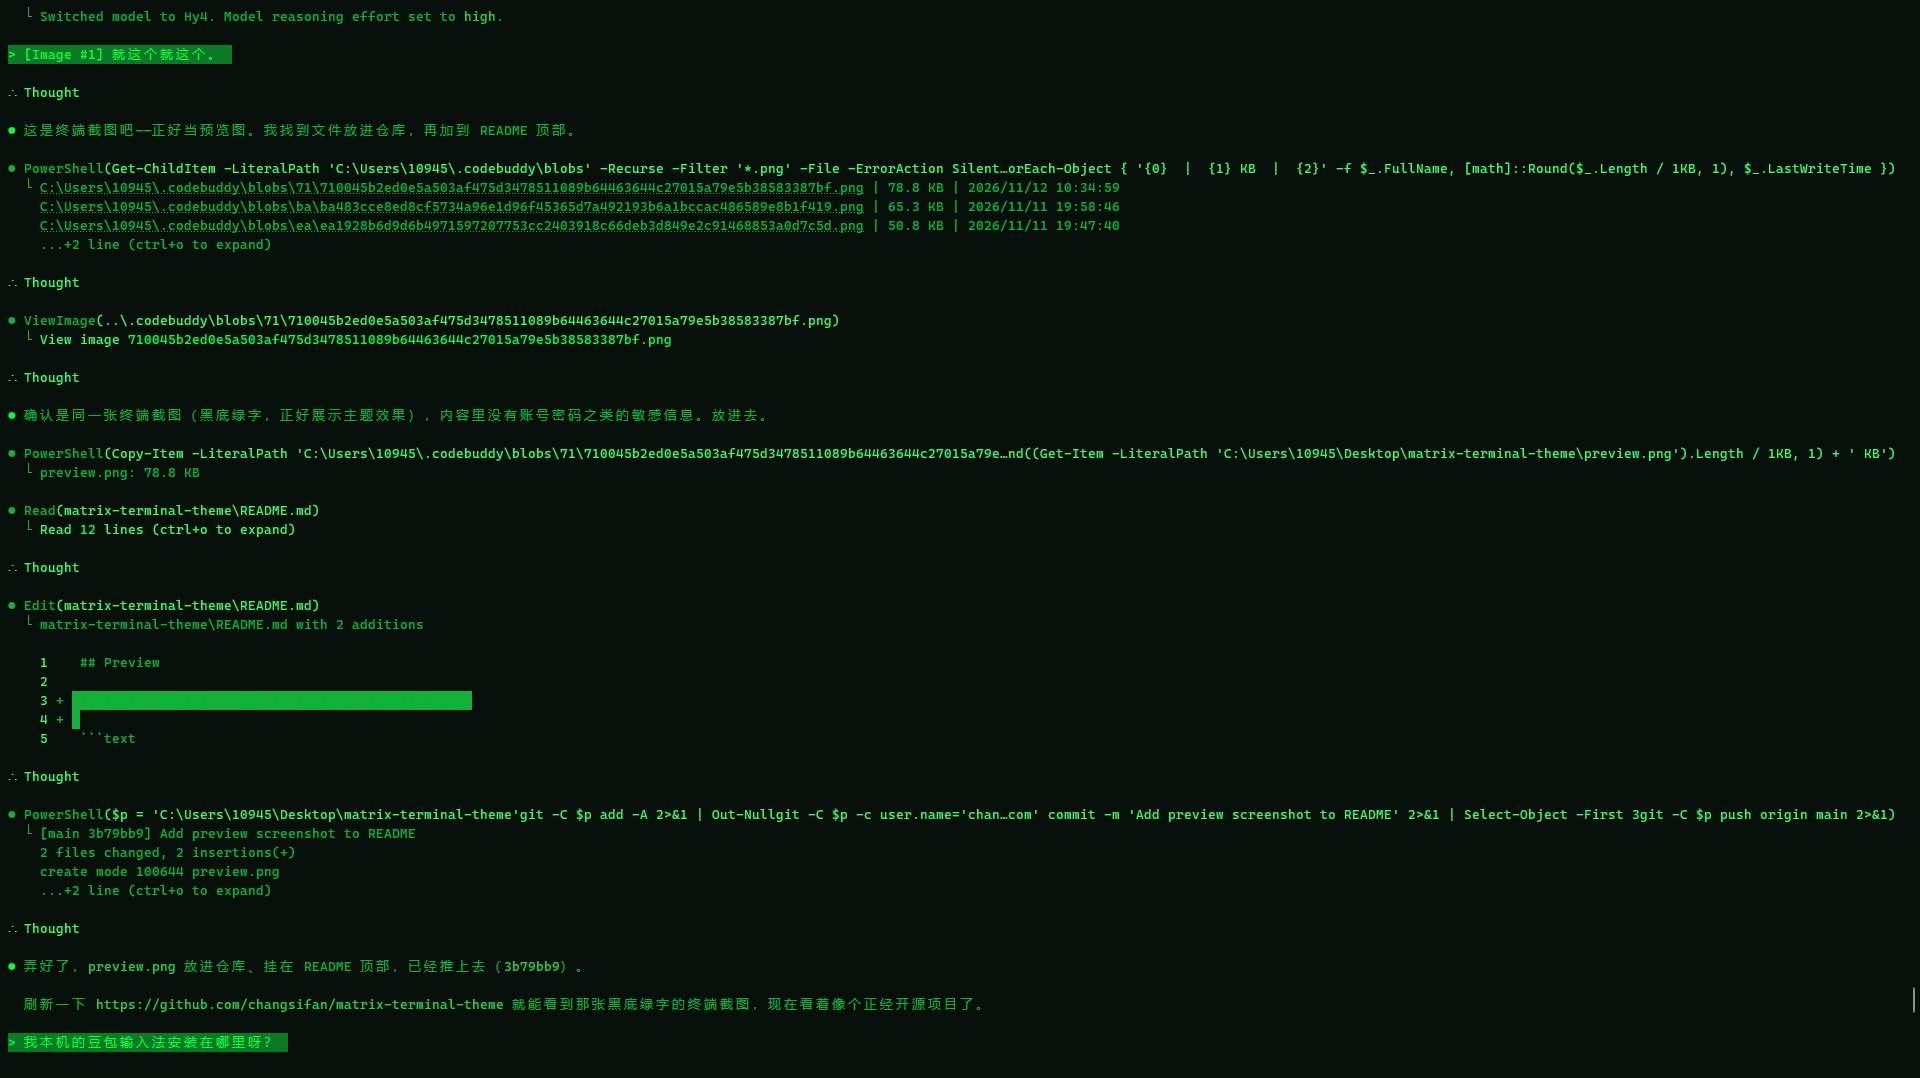 └ Switched model to Hy4. Model reasoning effort set to high.
> [Image #1] 就这个就这个。
∴ Thought
● 这是终端截图吧——正好当预览图。我找到文件放进仓库，再加到 README 顶部。
● PowerShell(Get-ChildItem -LiteralPath 'C:\Users\10945\.codebuddy\blobs' -Recurse -Filter '*.png' -File -ErrorAction Silent…orEach-Object { '{0}  |  {1} KB  |  {2}' -f $_.FullName, [math]::Round($_.Length / 1KB, 1), $_.LastWriteTime })
└ C:\Users\10945\.codebuddy\blobs\71\710045b2ed0e5a503af475d3478511089b64463644c27015a79e5b38583387bf.png | 78.8 KB | 2026/11/12 10:34:59
C:\Users\10945\.codebuddy\blobs\ba\ba483cce8ed8cf5734a96e1d96f45365d7a492193b6a1bccac486589e8b1f419.png | 65.3 KB | 2026/11/11 19:58:46
C:\Users\10945\.codebuddy\blobs\ea\ea1928b6d9d6b4971597207753cc2403918c66deb3d849e2c91468853a0d7c5d.png | 50.8 KB | 2026/11/11 19:47:40
...+2 line (ctrl+o to expand)
∴ Thought
● ViewImage(..\.codebuddy\blobs\71\710045b2ed0e5a503af475d3478511089b64463644c27015a79e5b38583387bf.png)
└ View image 710045b2ed0e5a503af475d3478511089b64463644c27015a79e5b38583387bf.png
∴ Thought
● 确认是同一张终端截图（黑底绿字，正好展示主题效果），内容里没有账号密码之类的敏感信息。放进去。
● PowerShell(Copy-Item -LiteralPath 'C:\Users\10945\.codebuddy\blobs\71\710045b2ed0e5a503af475d3478511089b64463644c27015a79e…nd((Get-Item -LiteralPath 'C:\Users\10945\Desktop\matrix-terminal-theme\preview.png').Length / 1KB, 1) + ' KB')
└ preview.png: 78.8 KB
● Read(matrix-terminal-theme\README.md)
└ Read 12 lines (ctrl+o to expand)
∴ Thought
● Edit(matrix-terminal-theme\README.md)
└ matrix-terminal-theme\README.md with 2 additions
1 ## Preview
2
3 +
4 +
5 ```text
∴ Thought
● PowerShell($p = 'C:\Users\10945\Desktop\matrix-terminal-theme'git -C $p add -A 2>&1 | Out-Nullgit -C $p -c user.name='chan…com' commit -m 'Add preview screenshot to README' 2>&1 | Select-Object -First 3git -C $p push origin main 2>&1)
└ [main 3b79bb9] Add preview screenshot to README
2 files changed, 2 insertions(+)
create mode 100644 preview.png
...+2 line (ctrl+o to expand)
∴ Thought
● 弄好了，preview.png 放进仓库、挂在 README 顶部，已经推上去（3b79bb9）。
刷新一下 https://github.com/changsifan/matrix-terminal-theme 就能看到那张黑底绿字的终端截图，现在看着像个正经开源项目了。
> 我本机的豆包输入法安装在哪里呀？